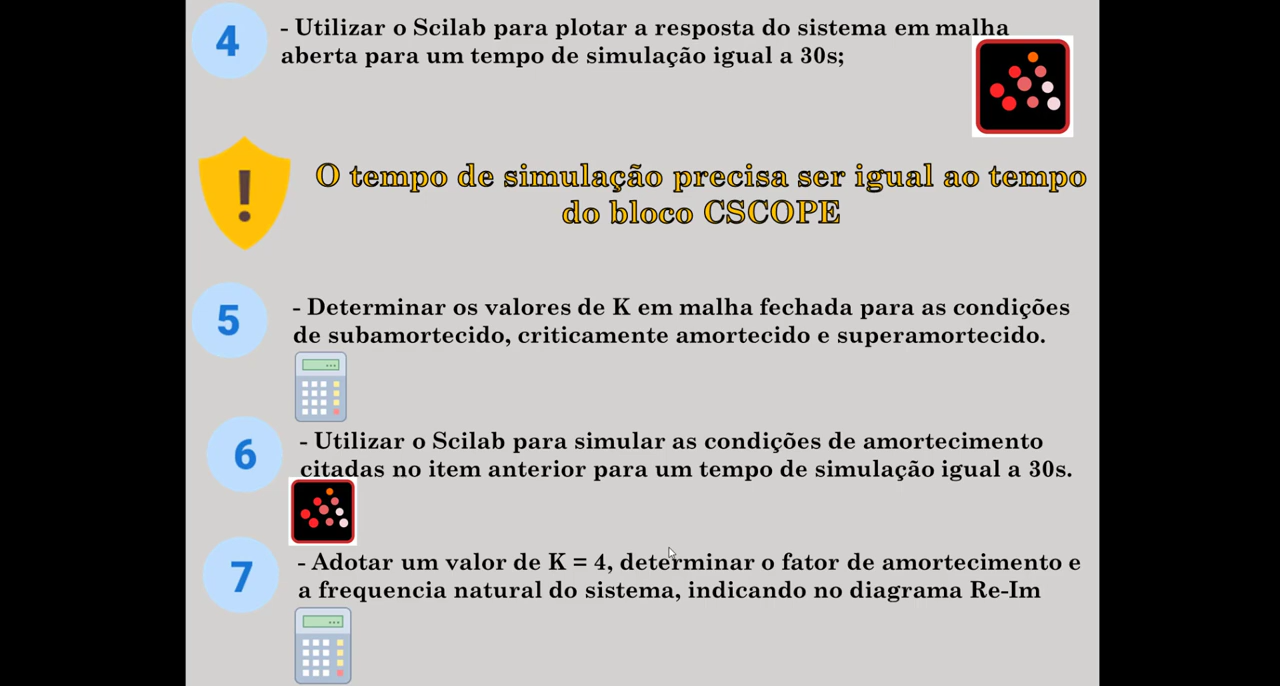 4
- Utilizar o Scilab para plotar a resposta do sistema em malha
aberta para um tempo de simulação igual a 30s;
!
O tempo de simulação precisa ser igual ao tempo
do bloco CSCOPE
5
- Determinar os valores de K em malha fechada para as condições
de subamortecido, criticamente amortecido e superamortecido.
6
- Utilizar o Scilab para simular as condições de amortecimento
citadas no item anterior para um tempo de simulação igual a 30s.
7
- Adotar um valor de K = 4, determinar o fator de amortecimento e
a frequencia natural do sistema, indicando no diagrama Re-Im